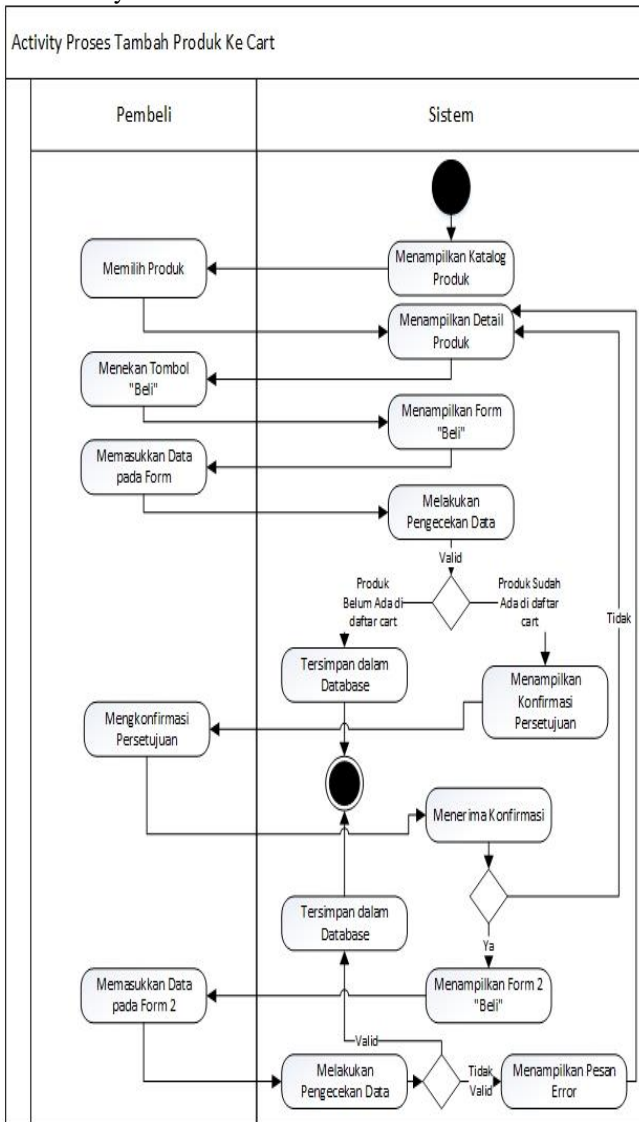 Activity Proses Tambah Produk Ke Cart
Pembeli
Sistem
Menampilkan Katalog
Produk
Memilih Produk
Menampilkan Detail
Produk
Menekan Tombol
"Beli"
Menampilkan Form
"Beli"
Memasukkan Data
pada Form
Melakukan
Pengecekan Data
Valid
Produk
Belum Ada di
daftar cart
Produk Sudah
Ada di daftar
cart
Tidak
Tersimpan dalam
Database
Menampilkan
Konfirmasi
Persetujuan
Mengkonfirmasi
Persetujuan
Menerima Konfirmasi
Tersimpan dalam
Database
Ya
Menampilkan Form 2
"Beli"
Memasukkan Data
pada Form 2
Valid
Melakukan
Pengecekan Data
Tidak
Valid
Menampilkan Pesan
Error